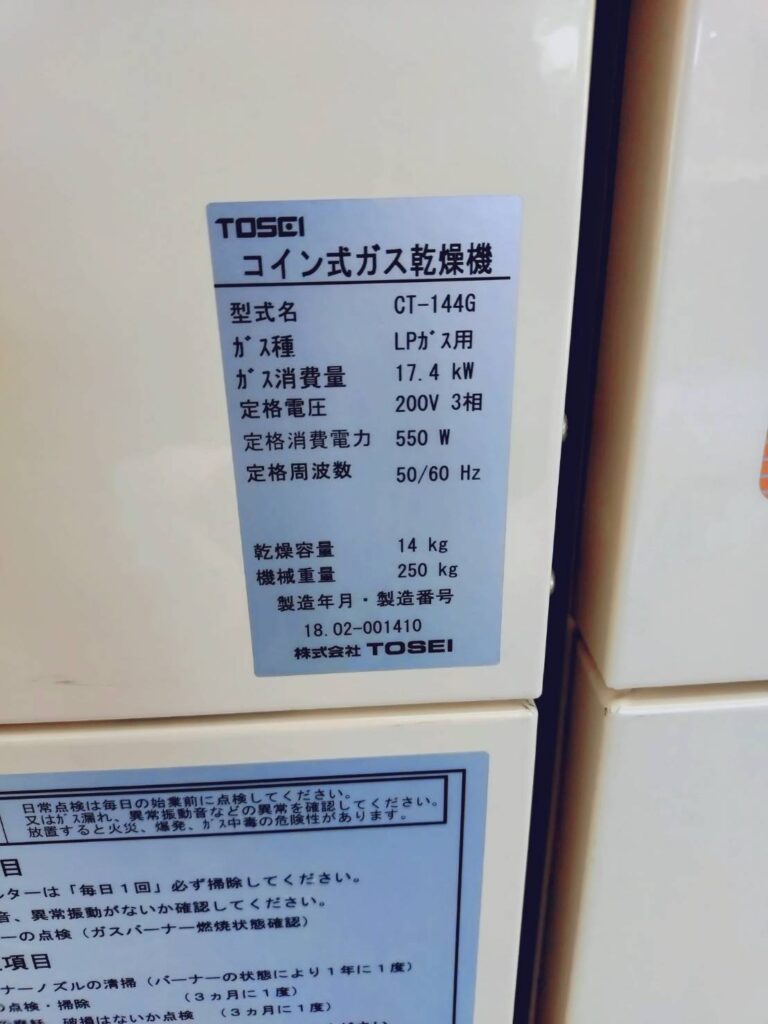 TOSEI
コイン式ガス乾燥機
型式名 CT-144G
ガス種 LPガス用
ガス消費量 17.4 kW
定格電圧 200V 3相
定格消費電力 550 W
定格周波数 50/60 Hz
乾燥容量 14 kg
機械重量 250 kg
製造年月・製造番号
18.02-001410
株式会社 TOSEI
日常点検は毎日の始業前に点検してください。
又はガス漏れ、異常振動音などの異常を確認してください。
放置すると火災、爆発、ガス中毒の危険性があります。
目
ルターは「毎日1回」必ず掃除してください。
音、異常振動がないか確認してください。
ーの点検（ガスバーナー燃焼状態確認）
項目
ナーノズルの清掃（バーナーの状態により1年に1度）
の点検・掃除 （3ヵ月に1度）
破損はないか点検 （3ヵ月に1度）